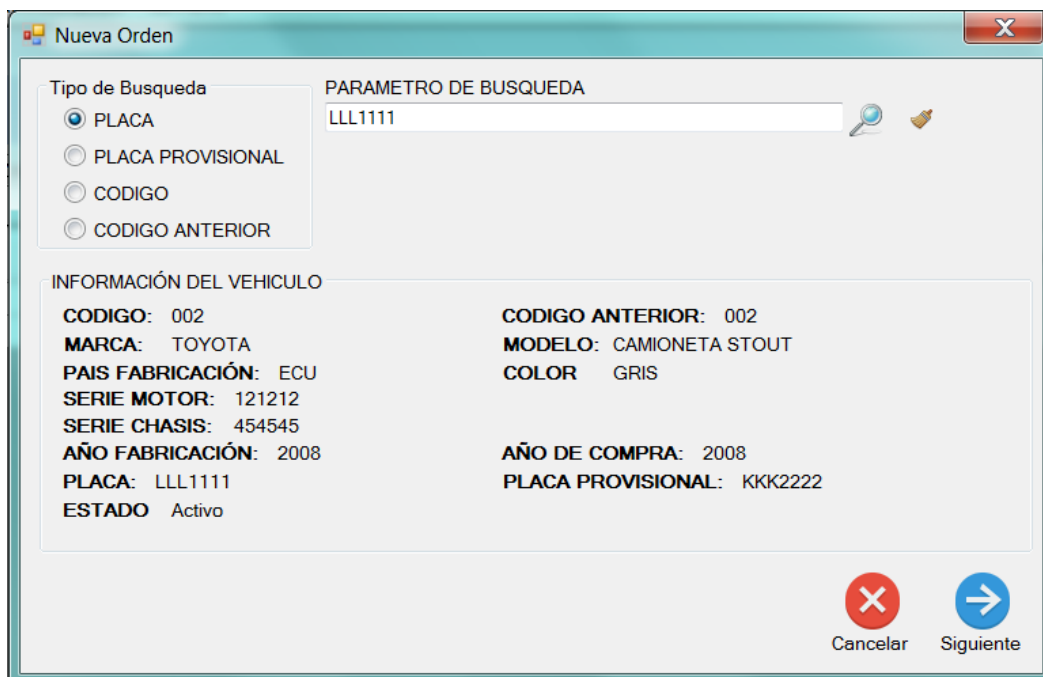 Nueva Orden
Tipo de Busqueda
PLACA
PLACA PROVISIONAL
CODIGO
CODIGO ANTERIOR
PARAMETRO DE BUSQUEDA
LLL1111
INFORMACIÓN DEL VEHICULO
CODIGO: 002 CODIGO ANTERIOR: 002
MARCA: TOYOTA MODELO: CAMIONETA STOUT
PAIS FABRICACIÓN: ECU COLOR GRIS
SERIE MOTOR: 121212
SERIE CHASIS: 454545
AÑO FABRICACIÓN: 2008 AÑO DE COMPRA: 2008
PLACA: LLL1111 PLACA PROVISIONAL: KKK2222
ESTADO Activo
Cancelar Siguiente